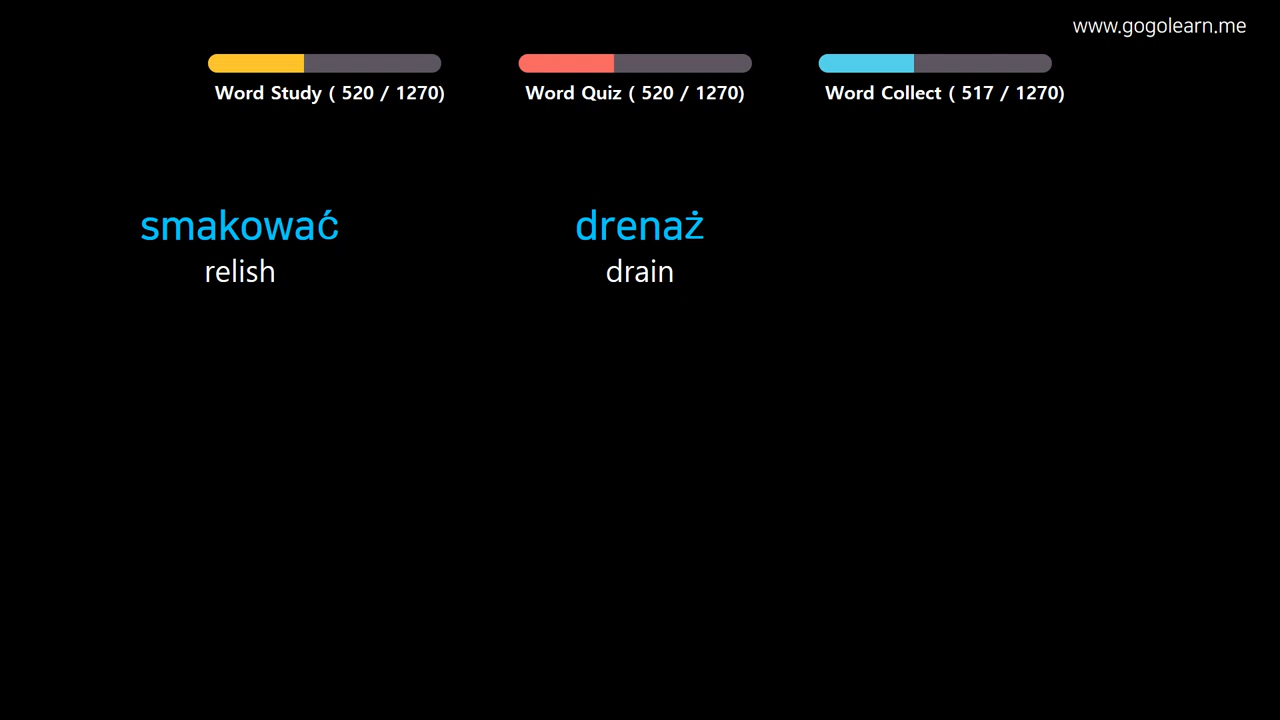 www.gogolearn.me
Word Study ( 520 / 1270)
Word Quiz ( 520 / 1270)
Word Collect ( 517 / 1270)
smakować
relish
drenaż
drain